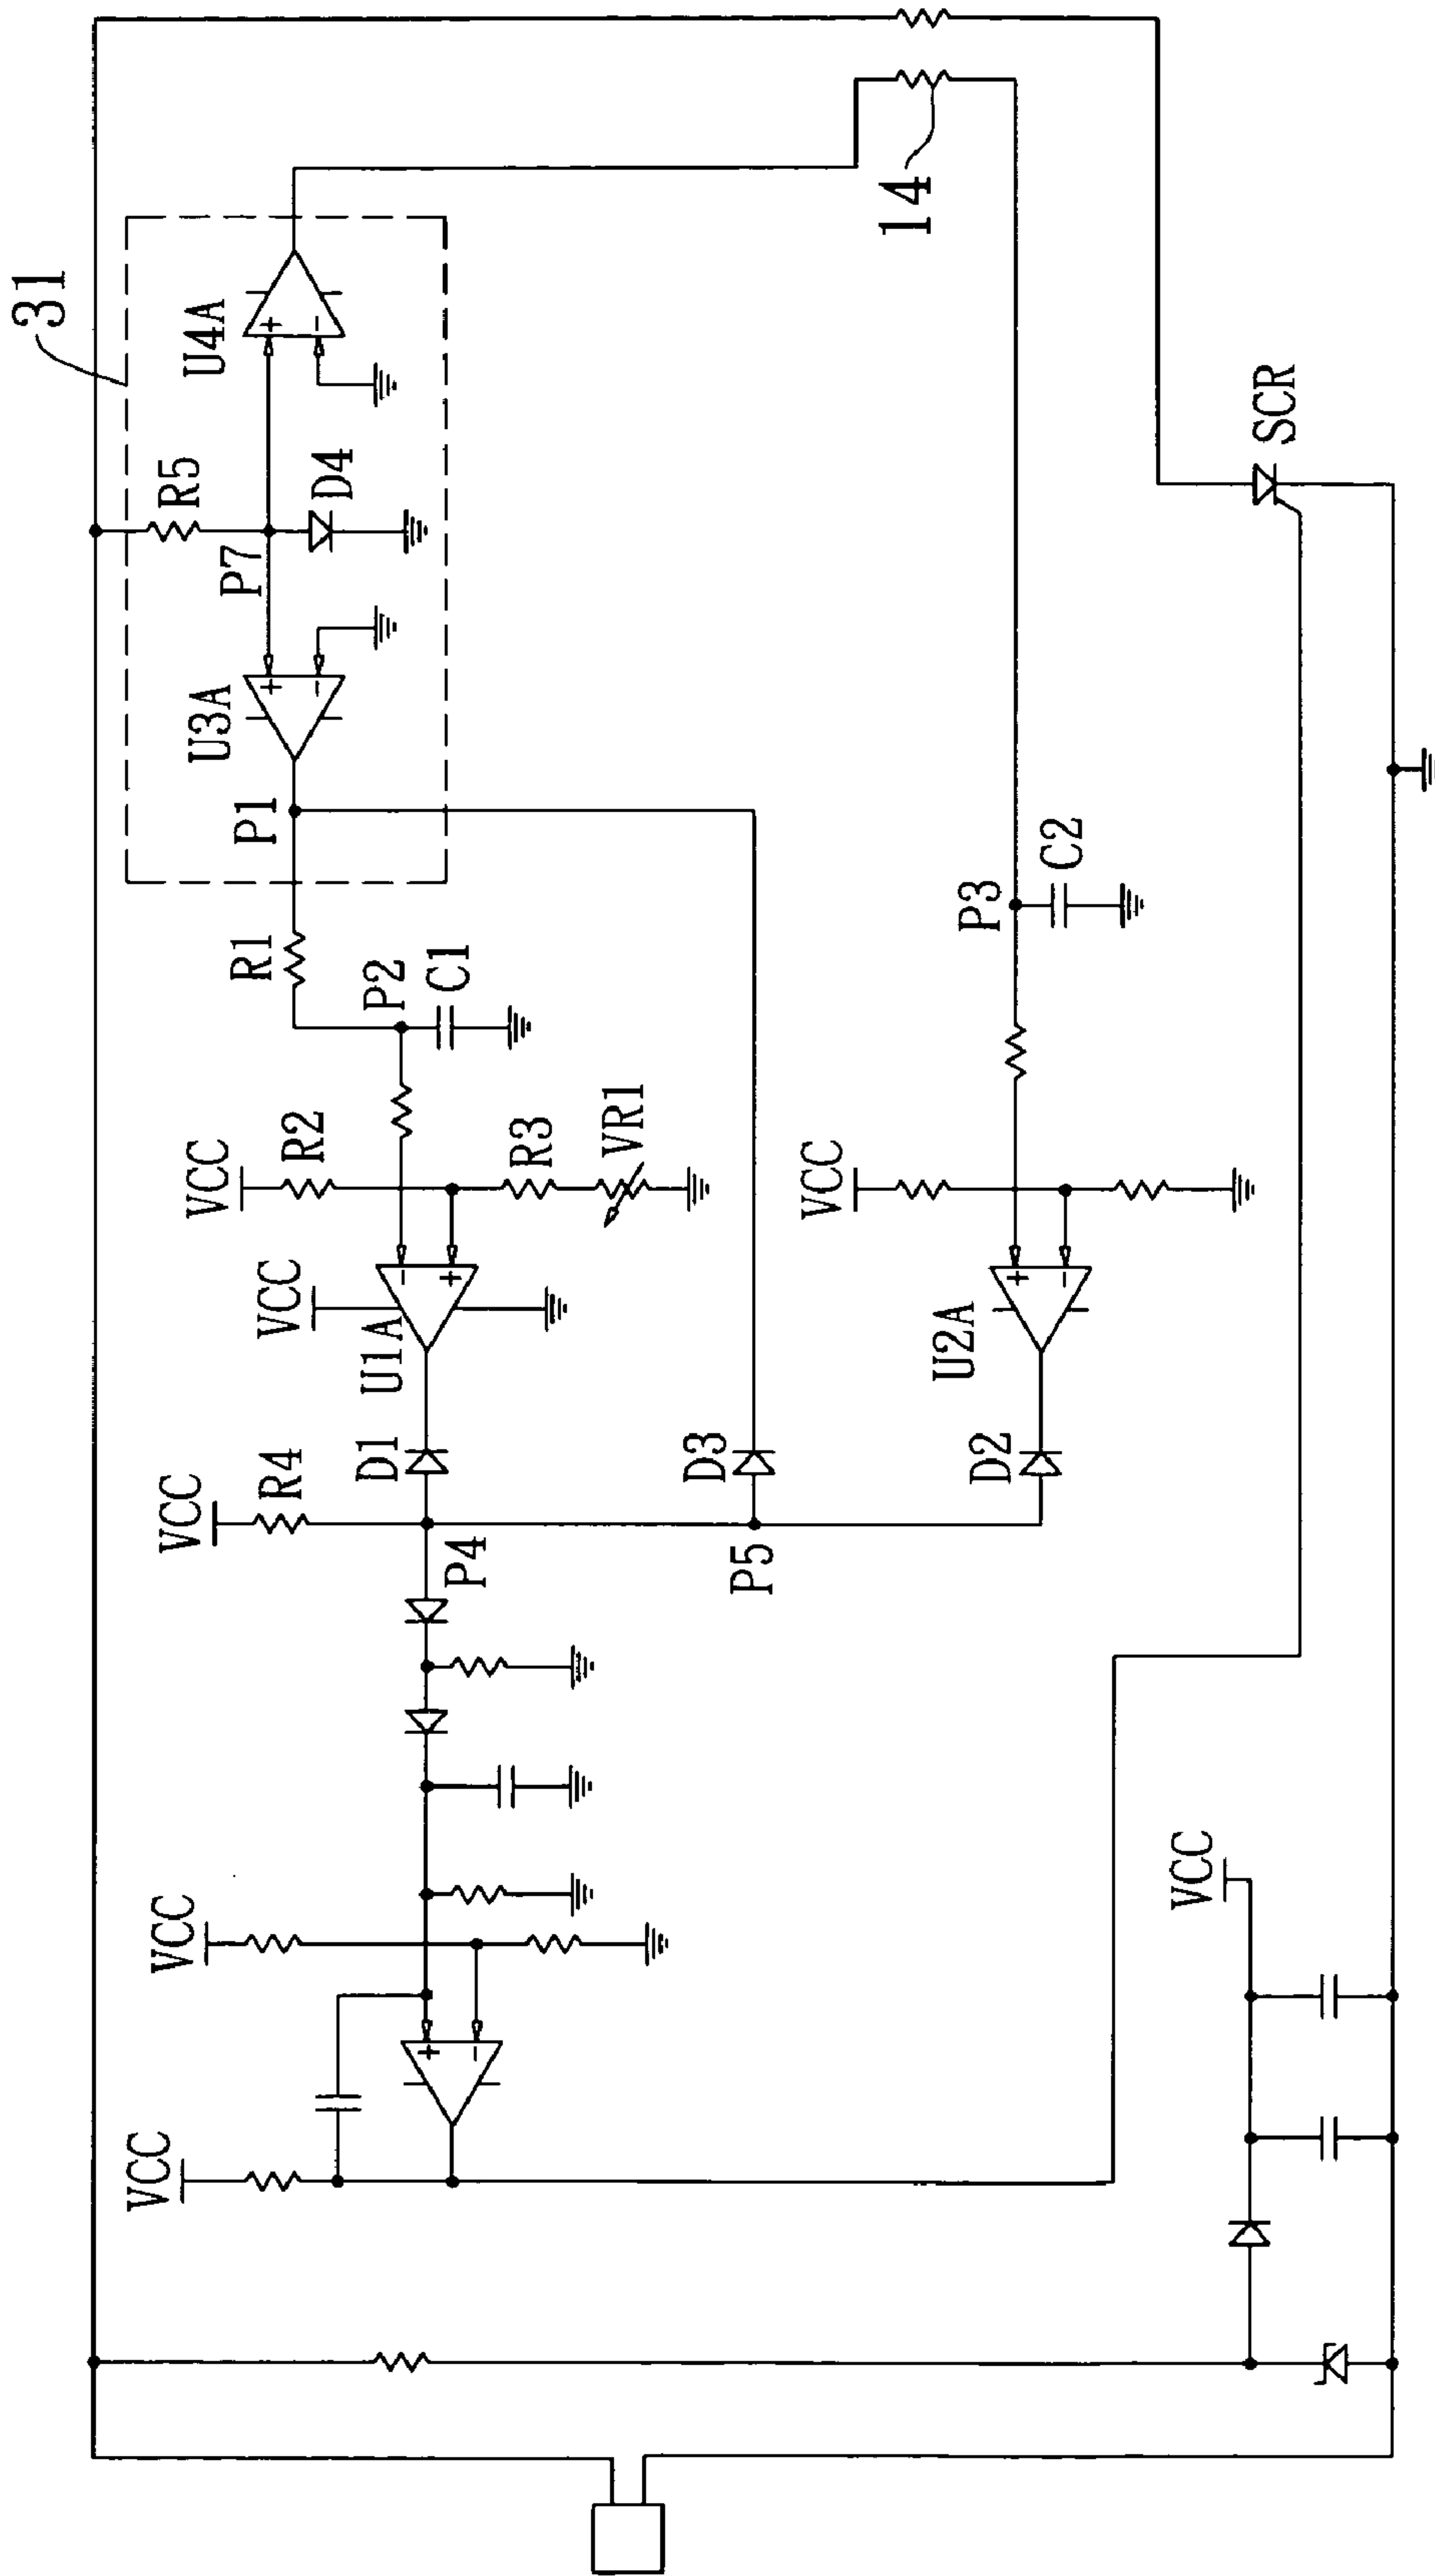 31
U4A
+
−
R5
P7
D4
U3A
+
−
P1
14
R1
P2
C1
P3
C2
SCR
VCC
R2
R3
VR1
VCC
−
+
U1A
VCC
R4
D1
P4
D3
P5
VCC
+
−
U2A
D2
VCC
+
−
VCC
VCC